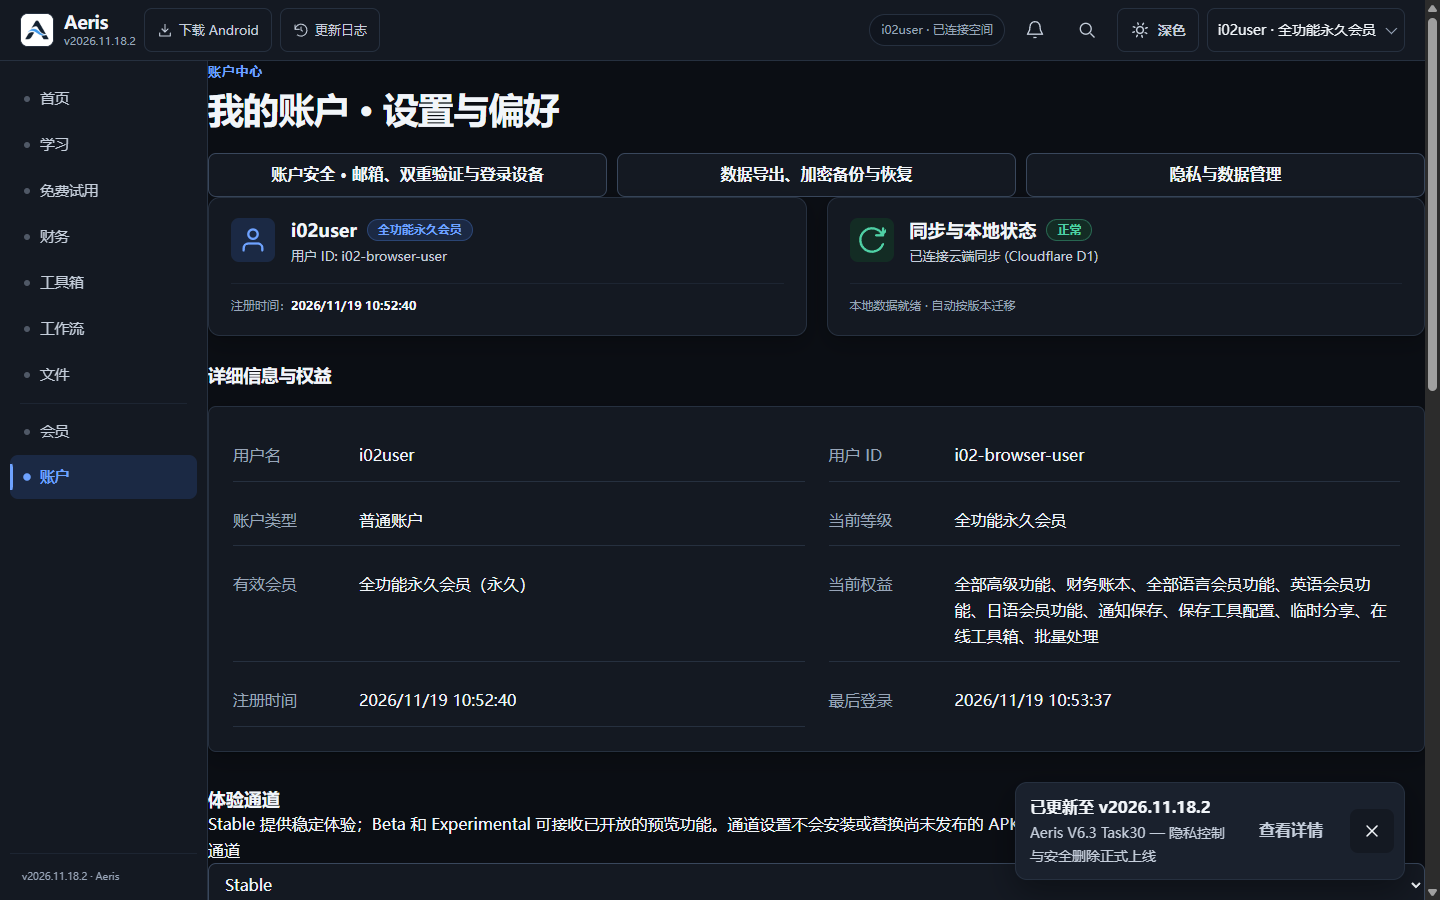 Aeris
v2026.11.18.2
下载 Android
更新日志
i02user · 已连接空间
深色
i02user · 全功能永久会员
首页
学习
免费试用
财务
工具箱
工作流
文件
会员
账户
v2026.11.18.2 · Aeris
账户中心
我的账户 • 设置与偏好
账户安全 • 邮箱、双重验证与登录设备
数据导出、加密备份与恢复
隐私与数据管理
i02user
全功能永久会员
用户 ID: i02-browser-user
注册时间: 2026/11/19 10:52:40
同步与本地状态
正常
已连接云端同步 (Cloudflare D1)
本地数据就绪 · 自动按版本迁移
详细信息与权益
用户名
i02user
用户 ID
i02-browser-user
账户类型
普通账户
当前等级
全功能永久会员
有效会员
全功能永久会员（永久）
当前权益
全部高级功能、财务账本、全部语言会员功能、英语会员功
能、日语会员功能、通知保存、保存工具配置、临时分享、在
线工具箱、批量处理
注册时间
2026/11/19 10:52:40
最后登录
2026/11/19 10:53:37
体验通道
Stable 提供稳定体验；Beta 和 Experimental 可接收已开放的预览功能。通道设置不会安装或替换尚未发布的 APK
通道
Stable
已更新至 v2026.11.18.2
Aeris V6.3 Task30 — 隐私控制
与安全删除正式上线
查看详情